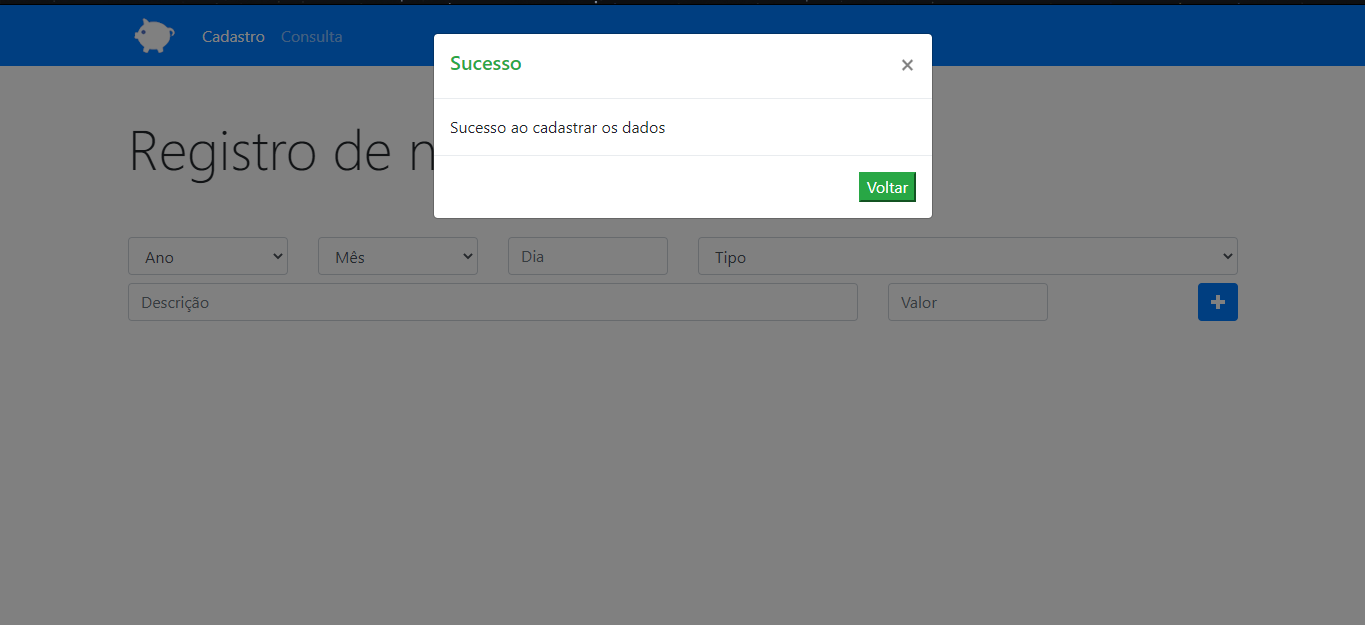 Cadastro Consulta
Sucesso ×
Sucesso ao cadastrar os dados
Voltar
Registro de
Ano Mês Dia Tipo
Descrição Valor